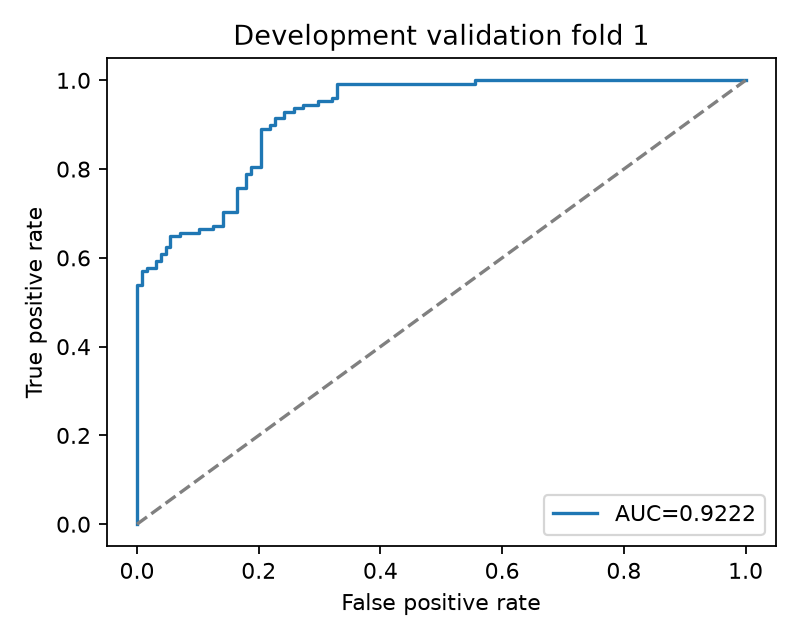 Development validation fold 1
True positive rate
1.0
0.8
0.6
0.4
0.2
0.0
AUC=0.9222
0.0 0.2 0.4 0.6 0.8 1.0
False positive rate